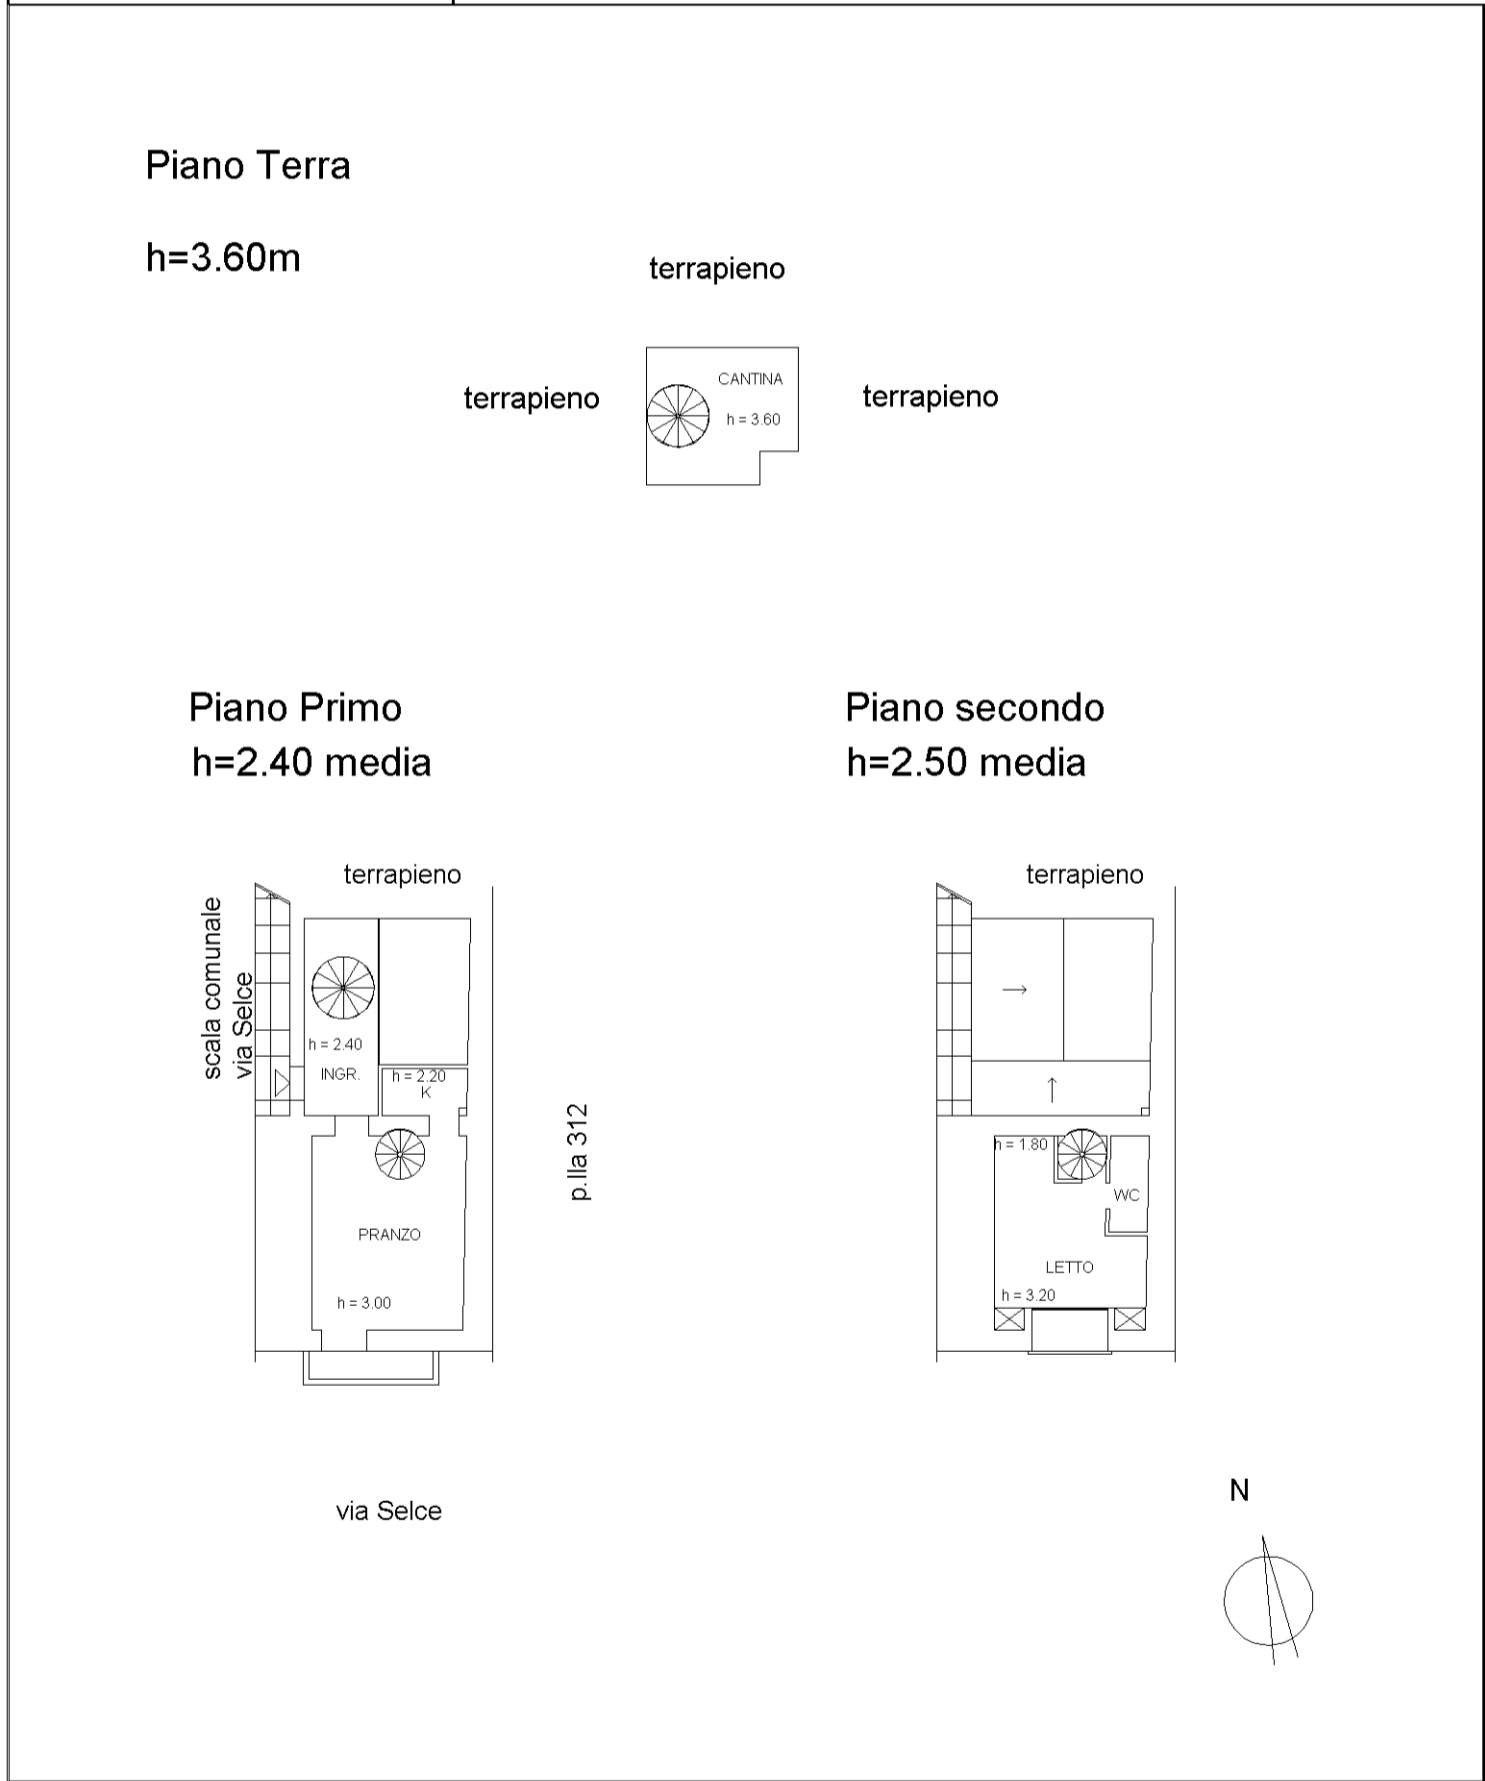 Piano Terra
h=3.60m
terrapieno
terrapieno
CANTINA
h = 3.60
terrapieno
Piano Primo
h=2.40 media
Piano secondo
h=2.50 media
terrapieno
scala comunale
via Selce
h = 2.40
INGR.
h = 2.20
K
PRANZO
h = 3.00
p.lla 312
via Selce
terrapieno
h = 1.80
WC
LETTO
h = 3.20
N